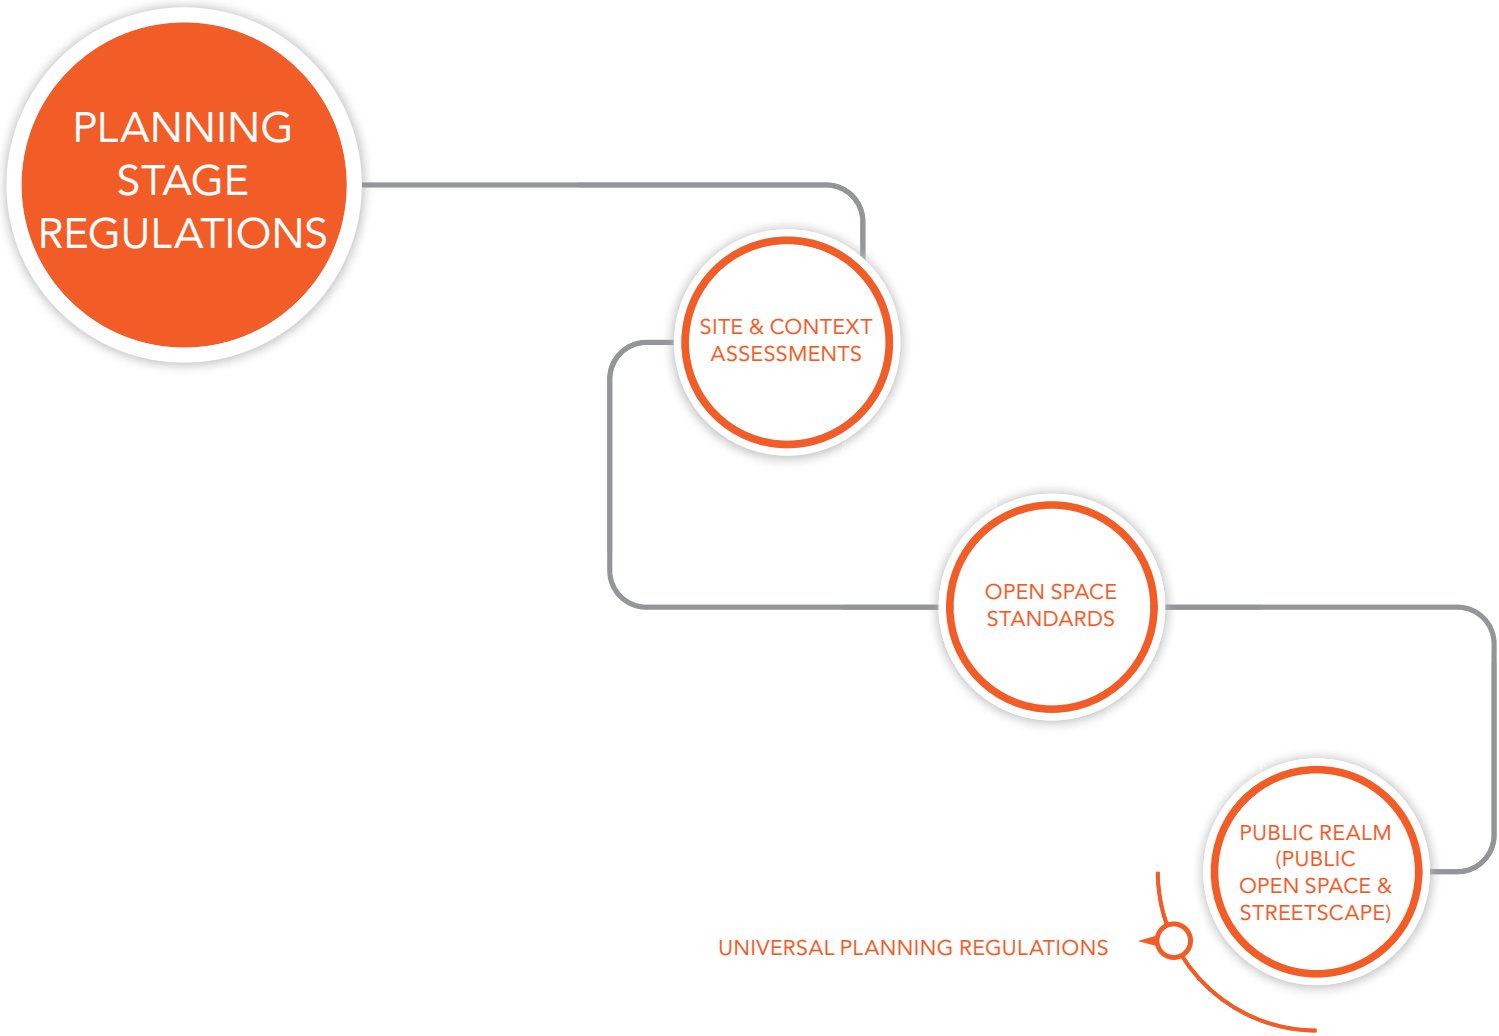 PLANNING
STAGE
REGULATIONS
SITE & CONTEXT
ASSESSMENTS
OPEN SPACE
STANDARDS
PUBLIC REALM
(PUBLIC
OPEN SPACE &
STREETSCAPE)
UNIVERSAL PLANNING REGULATIONS